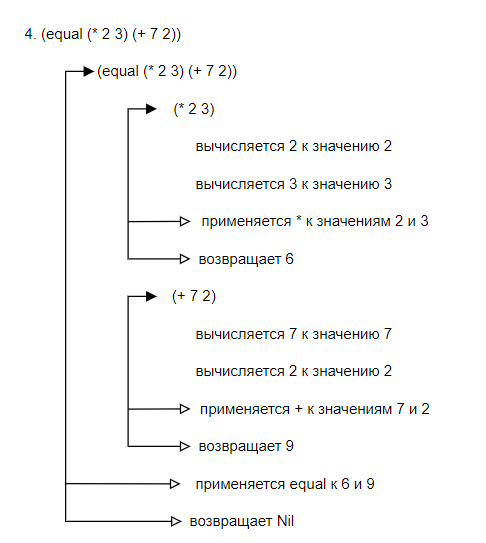 4. (equal (* 2 3) (+ 7 2))
(equal (* 2 3) (+ 7 2))
(* 2 3)
вычисляется 2 к значению 2
вычисляется 3 к значению 3
применяется * к значениям 2 и 3
возвращает 6
(+ 7 2)
вычисляется 7 к значению 7
вычисляется 2 к значению 2
применяется + к значениям 7 и 2
возвращает 9
применяется equal к 6 и 9
возвращает Nil